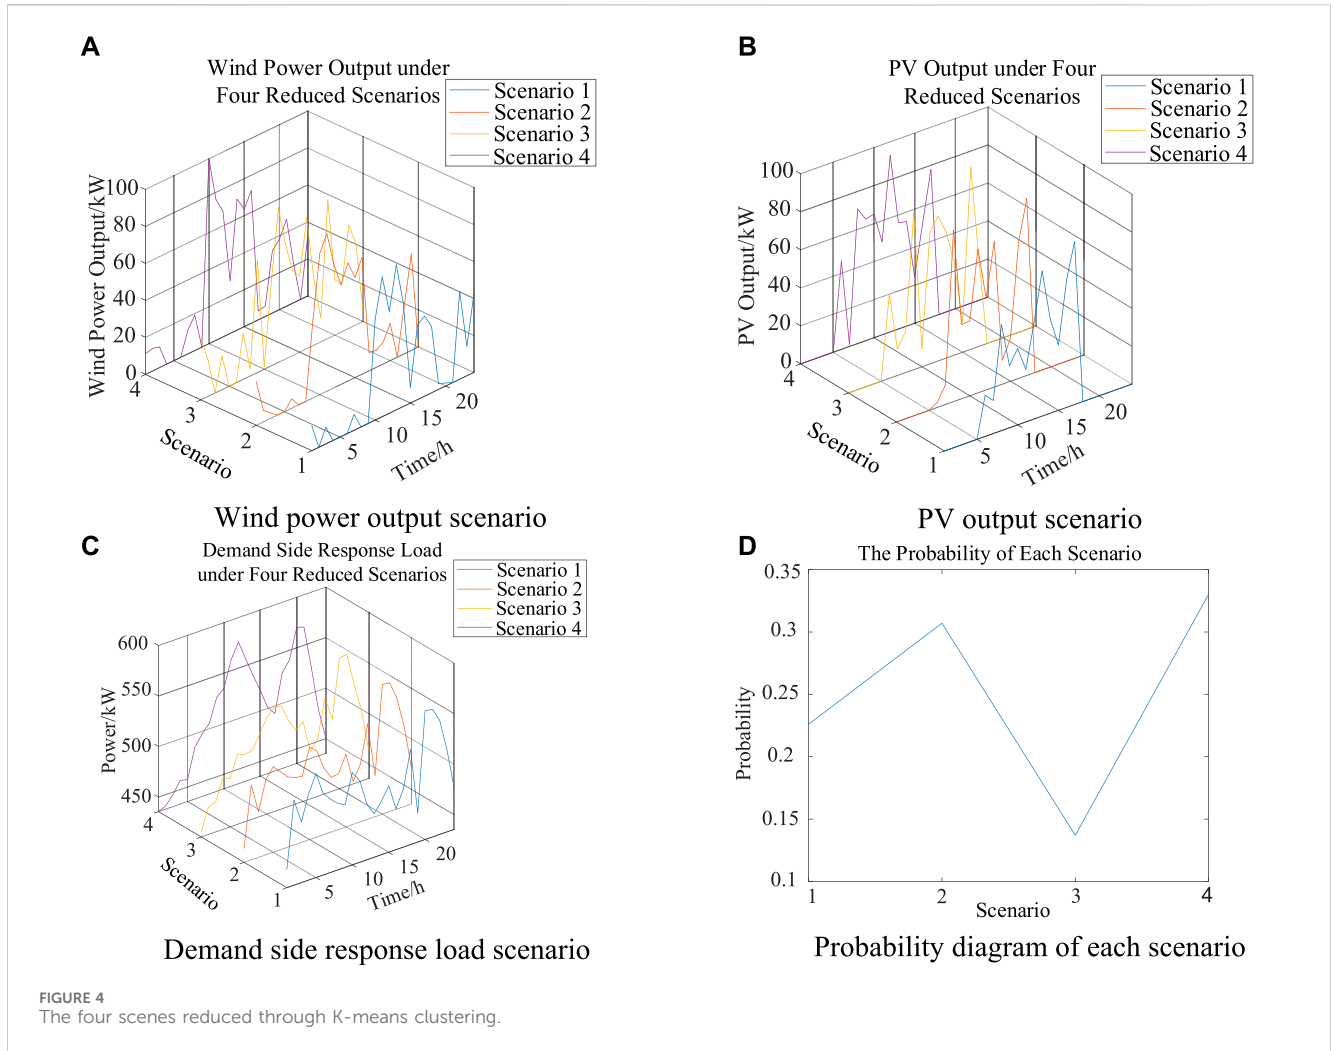 A
Wind Power Output under
Four Reduced Scenarios
Scenario 1
Scenario 2
Scenario 3
Scenario 4
Wind Power Output/kW
100
80
60
40
20
0
4
3
2
1
Scenario
5
10
15
20
Time/h
Wind power output scenario
B
PV Output under Four
Reduced Scenarios
Scenario 1
Scenario 2
Scenario 3
Scenario 4
PV Output/kW
100
80
60
40
20
0
4
3
2
1
Scenario
5
10
15
20
Time/h
PV output scenario
C
Demand Side Response Load
under Four Reduced Scenarios
Scenario 1
Scenario 2
Scenario 3
Scenario 4
Power/kW
600
550
500
450
4
3
2
1
Scenario
5
10
15
20
Time/h
Demand side response load scenario
D
The Probability of Each Scenario
Probability
0.35
0.3
0.25
0.2
0.15
0.1
1
2
3
4
Scenario
Probability diagram of each scenario
FIGURE 4
The four scenes reduced through K-means clustering.